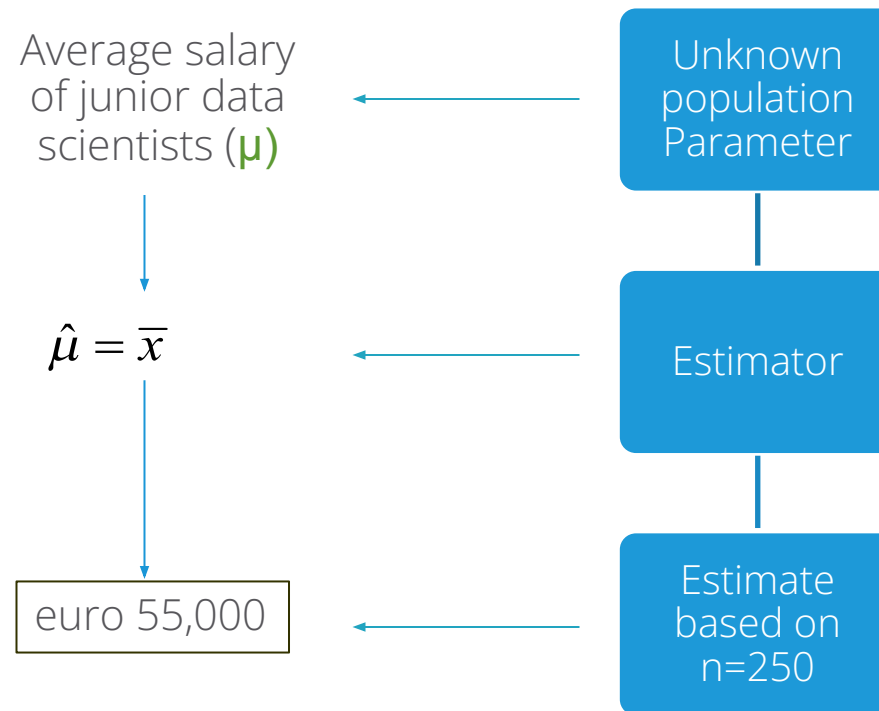 Average salary
of junior data
scientists (μ)
Unknown
population
Parameter
μ̂ = x̅
Estimator
euro 55,000
Estimate
based on
n=250